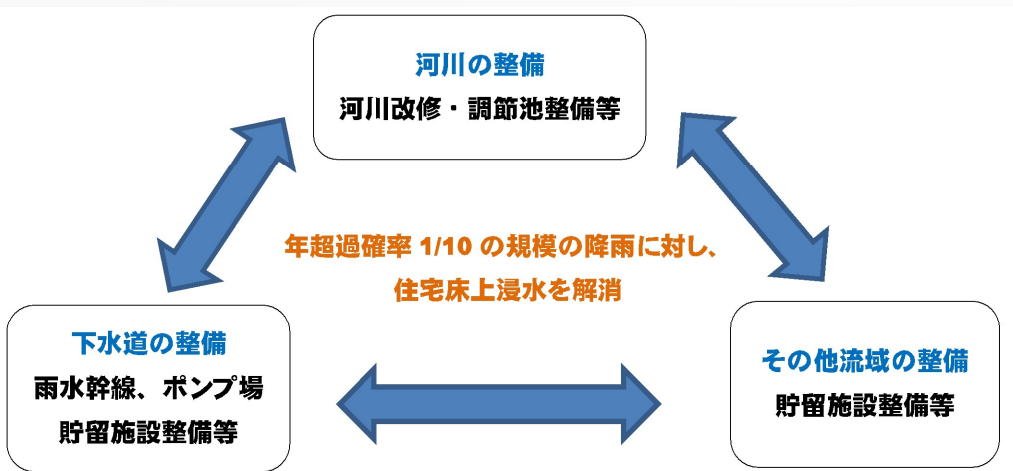 河川の整備
河川改修・調節池整備等
年超過確率 1/10 の規模の降雨に対し、
住宅床上浸水を解消
下水道の整備
雨水幹線、ポンプ場
貯留施設整備等
その他流域の整備
貯留施設整備等